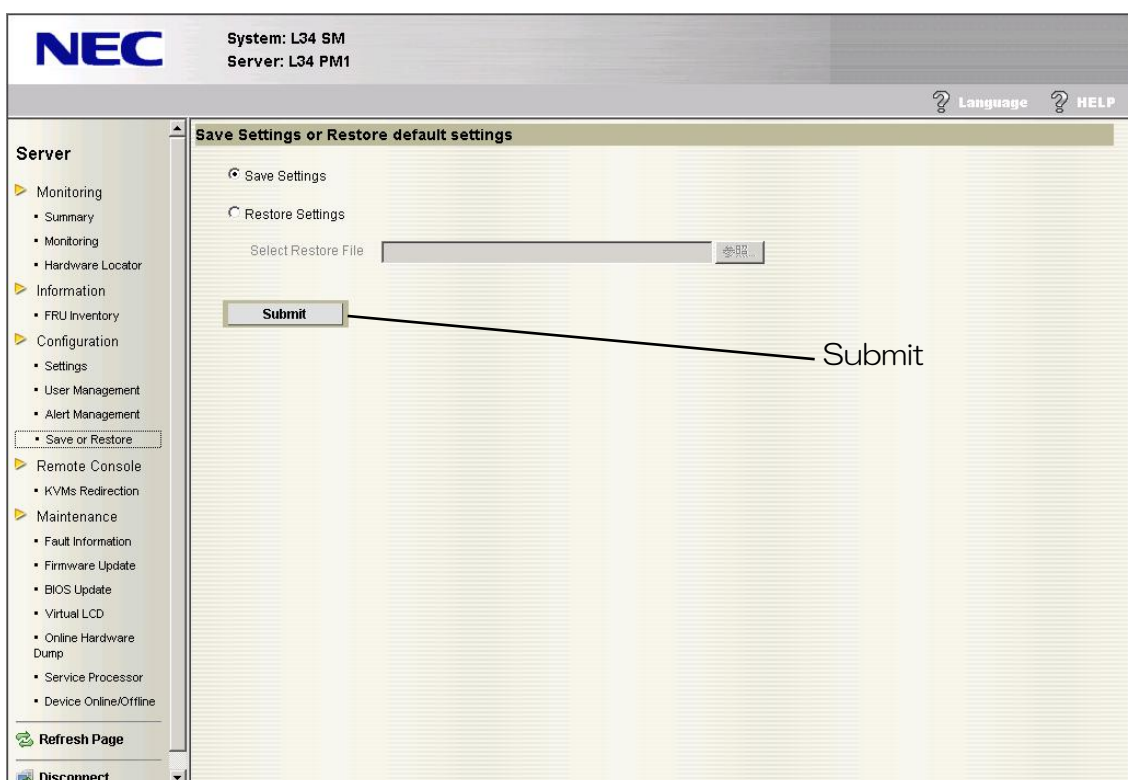 NEC
System: L34 SM
Server: L34 PM1
? Language ? HELP
Server
Monitoring
▪ Summary
▪ Monitoring
▪ Hardware Locator
Information
▪ FRU Inventory
Configuration
▪ Settings
▪ User Management
▪ Alert Management
▪ Save or Restore
Remote Console
▪ KVMs Redirection
Maintenance
▪ Fault Information
▪ Firmware Update
▪ BIOS Update
▪ Virtual LCD
▪ Online Hardware
Dump
▪ Service Processor
▪ Device Online/Offline
Refresh Page
Disconnect
Save Settings or Restore default settings
Save Settings
Restore Settings
Select Restore File 参照...
Submit
Submit